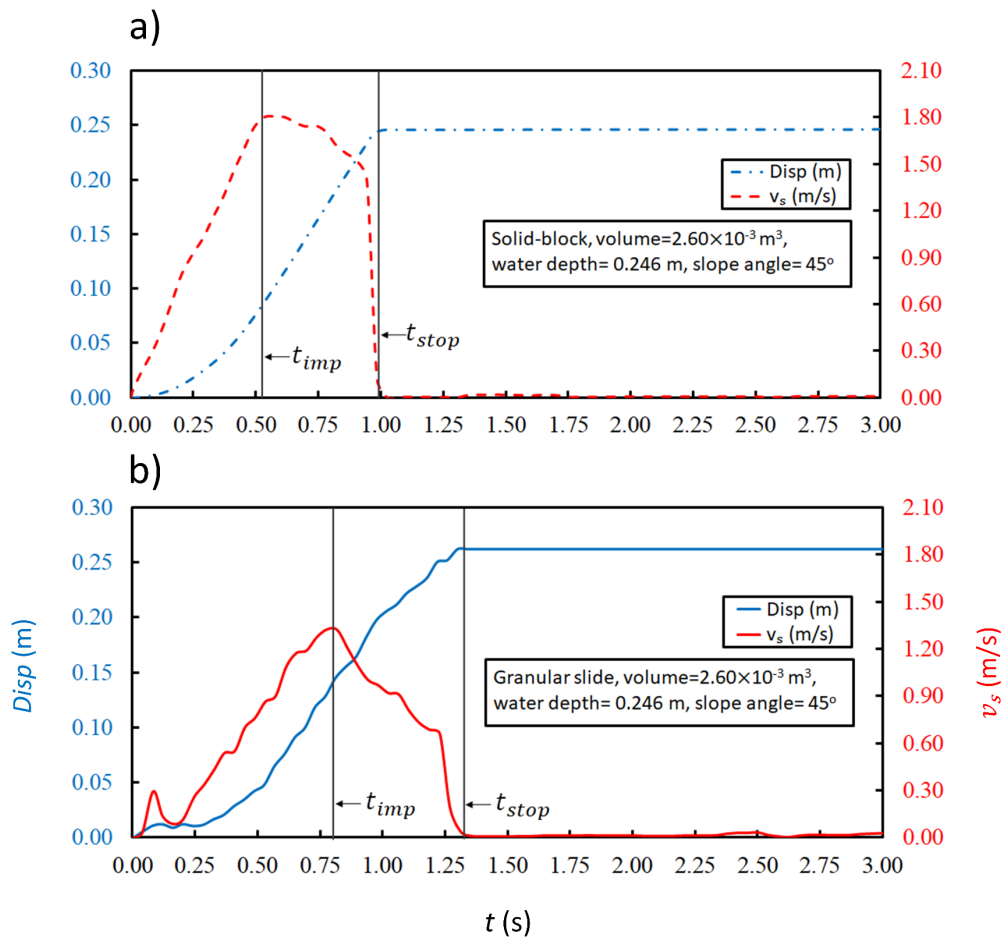 a)
0.30
0.25
0.20
0.15
0.10
0.05
0.00
2.10
1.80
1.50
1.20
0.90
0.60
0.30
0.00
Disp (m)
vs (m/s)
Solid-block, volume=2.60×10-3 m3,
water depth= 0.246 m, slope angle= 45o
timp
tstop
0.00 0.25 0.50 0.75 1.00 1.25 1.50 1.75 2.00 2.25 2.50 2.75 3.00
b)
Disp (m)
0.30
0.25
0.20
0.15
0.10
0.05
0.00
2.10
1.80
1.50
1.20
0.90
0.60
0.30
0.00
vs (m/s)
Disp (m)
vs (m/s)
Granular slide, volume=2.60×10-3 m3,
water depth= 0.246 m, slope angle= 45o
timp
tstop
0.00 0.25 0.50 0.75 1.00 1.25 1.50 1.75 2.00 2.25 2.50 2.75 3.00
t (s)